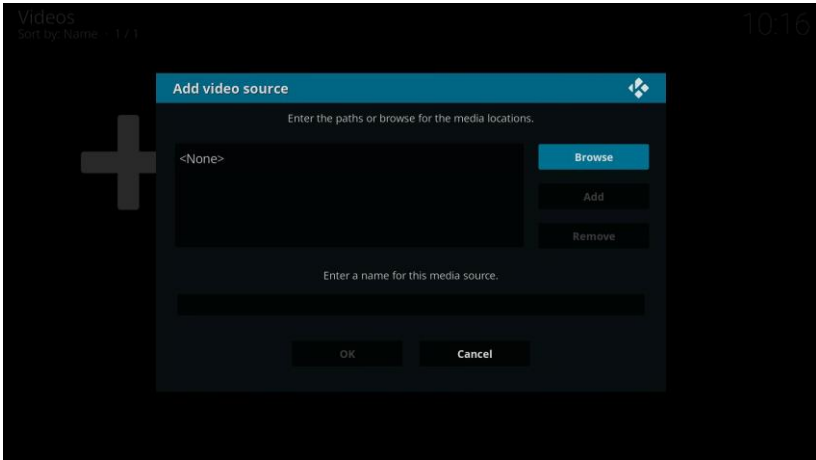 Videos
Sort by: Name · 1 / 1
10:16
Add video source
Enter the paths or browse for the media locations.
<None>
Browse
Add
Remove
Enter a name for this media source.
OK
Cancel